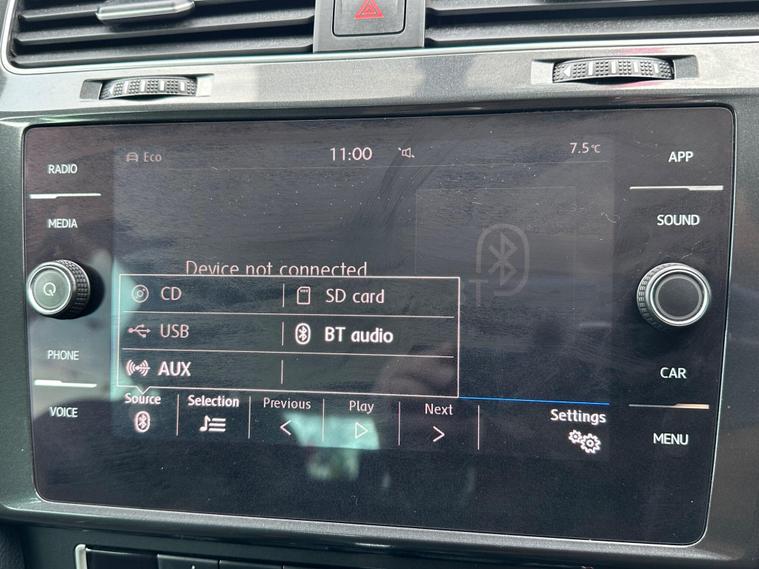 RADIO
MEDIA
PHONE
VOICE
Eco
11:00
7.5°C
Device not connected
CD
SD card
USB
BT audio
AUX
Source
Selection
Previous
Play
Next
Settings
APP
SOUND
CAR
MENU